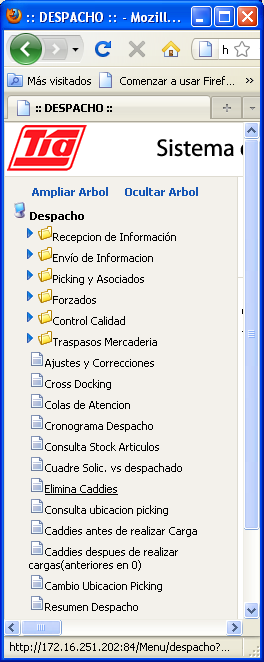 :: DESPACHO :: - Mozill...
h
Más visitados
Comenzar a usar Firef...
:: DESPACHO ::
Tia
Sistema
Ampliar Arbol Ocultar Arbol
Despacho
Recepcion de Información
Envío de Informacion
Picking y Asociados
Forzados
Control Calidad
Traspasos Mercaderia
Ajustes y Correcciones
Cross Docking
Colas de Atencion
Cronograma Despacho
Consulta Stock Articulos
Cuadre Solic. vs despachado
Elimina Caddies
Consulta ubicacion picking
Caddies antes de realizar Carga
Caddies despues de realizar
cargas(anteriores en 0)
Cambio Ubicacion Picking
Resumen Despacho
http://172.16.251.202:84/Menu/despacho?...